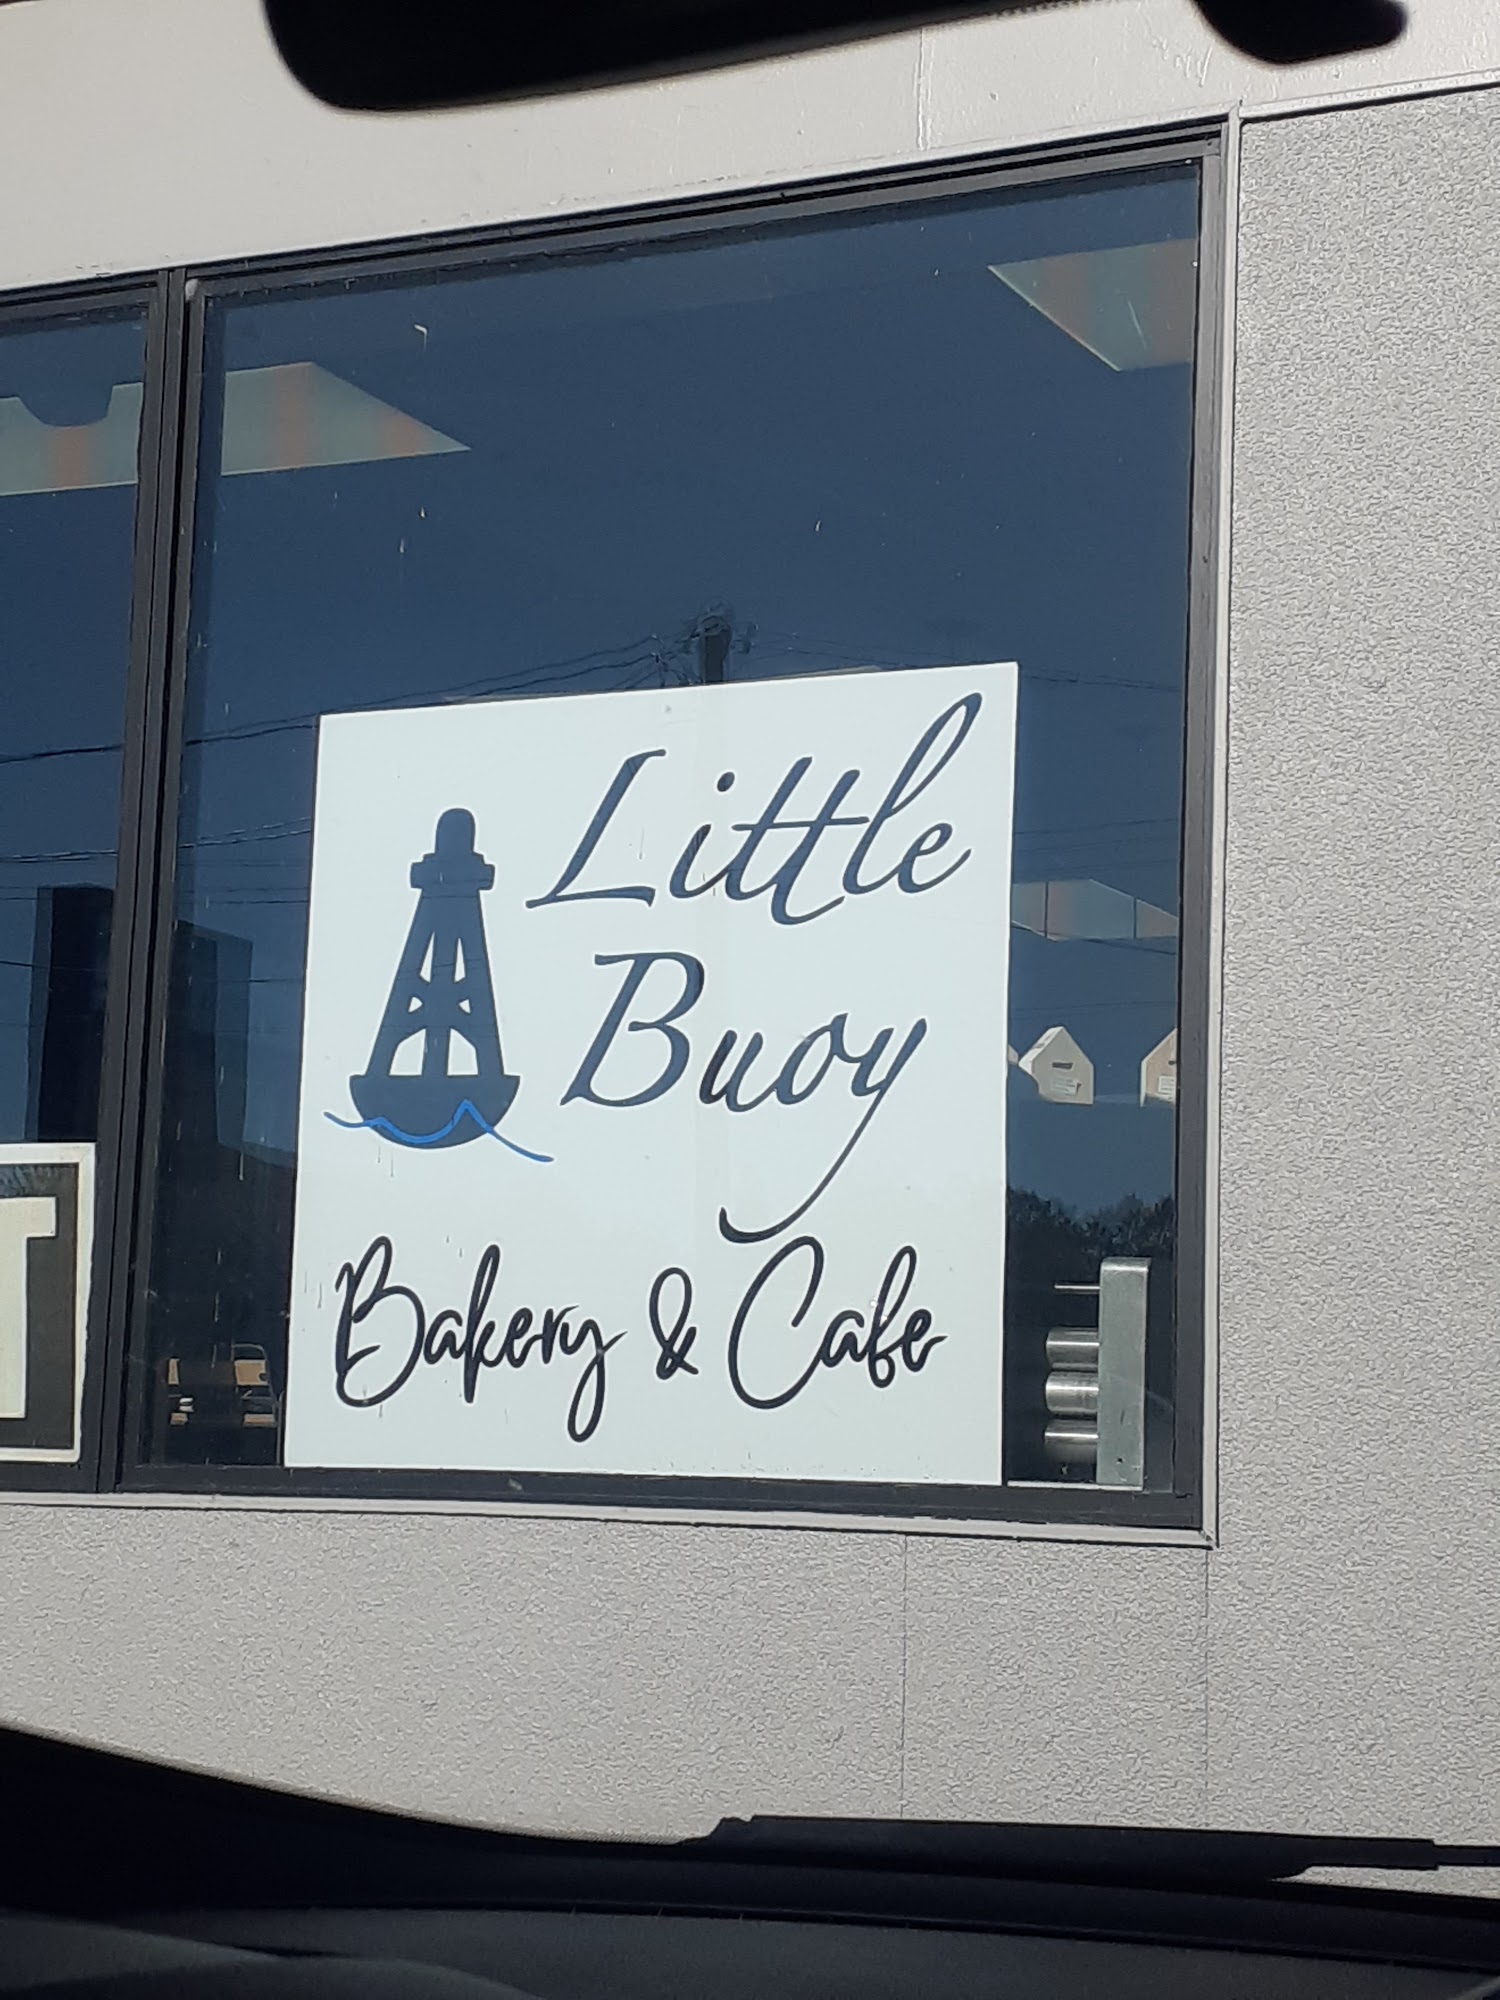 Little
Buoy
Bakery & Cafe
T